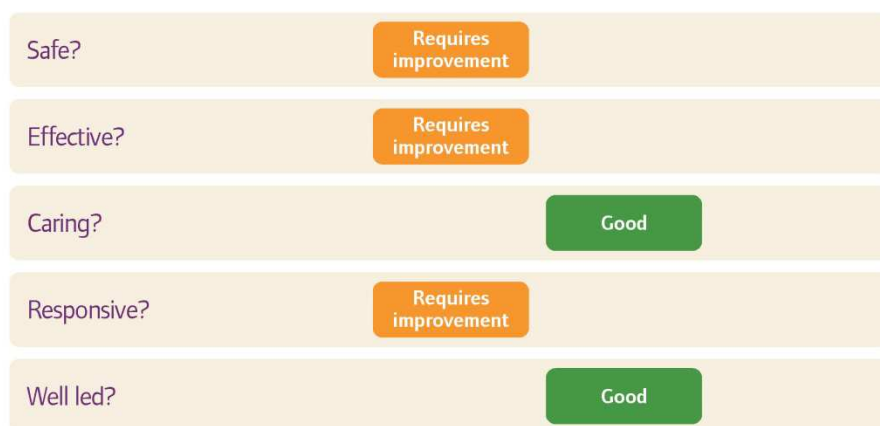 Safe?
Requires
improvement
Effective?
Requires
improvement
Caring?
Good
Responsive?
Requires
improvement
Well led?
Good